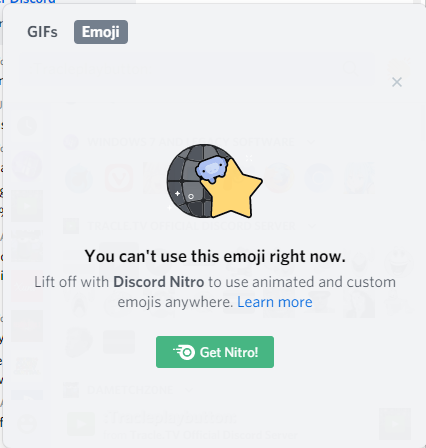 GIFs Emoji
You can't use this emoji right now.
Lift off with Discord Nitro to use animated and custom
emojis anywhere. Learn more
Get Nitro!